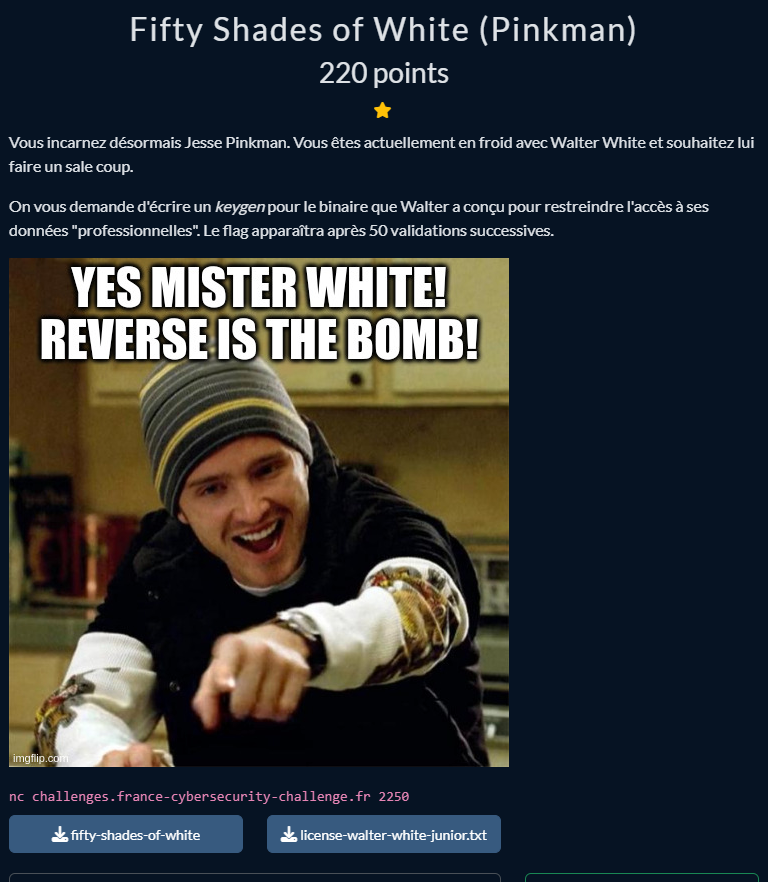 Fifty Shades of White (Pinkman)
220 points
Vous incarnez désormais Jesse Pinkman. Vous êtes actuellement en froid avec Walter White et souhaitez lui
faire un sale coup.
On vous demande d'écrire un keygen pour le binaire que Walter a conçu pour restreindre l'accès à ses
données "professionnelles". Le flag apparaîtra après 50 validations successives.
YES MISTER WHITE!
REVERSE IS THE BOMB!
imgflip.com
nc challenges.france-cybersecurity-challenge.fr 2250
fifty-shades-of-white
license-walter-white-junior.txt